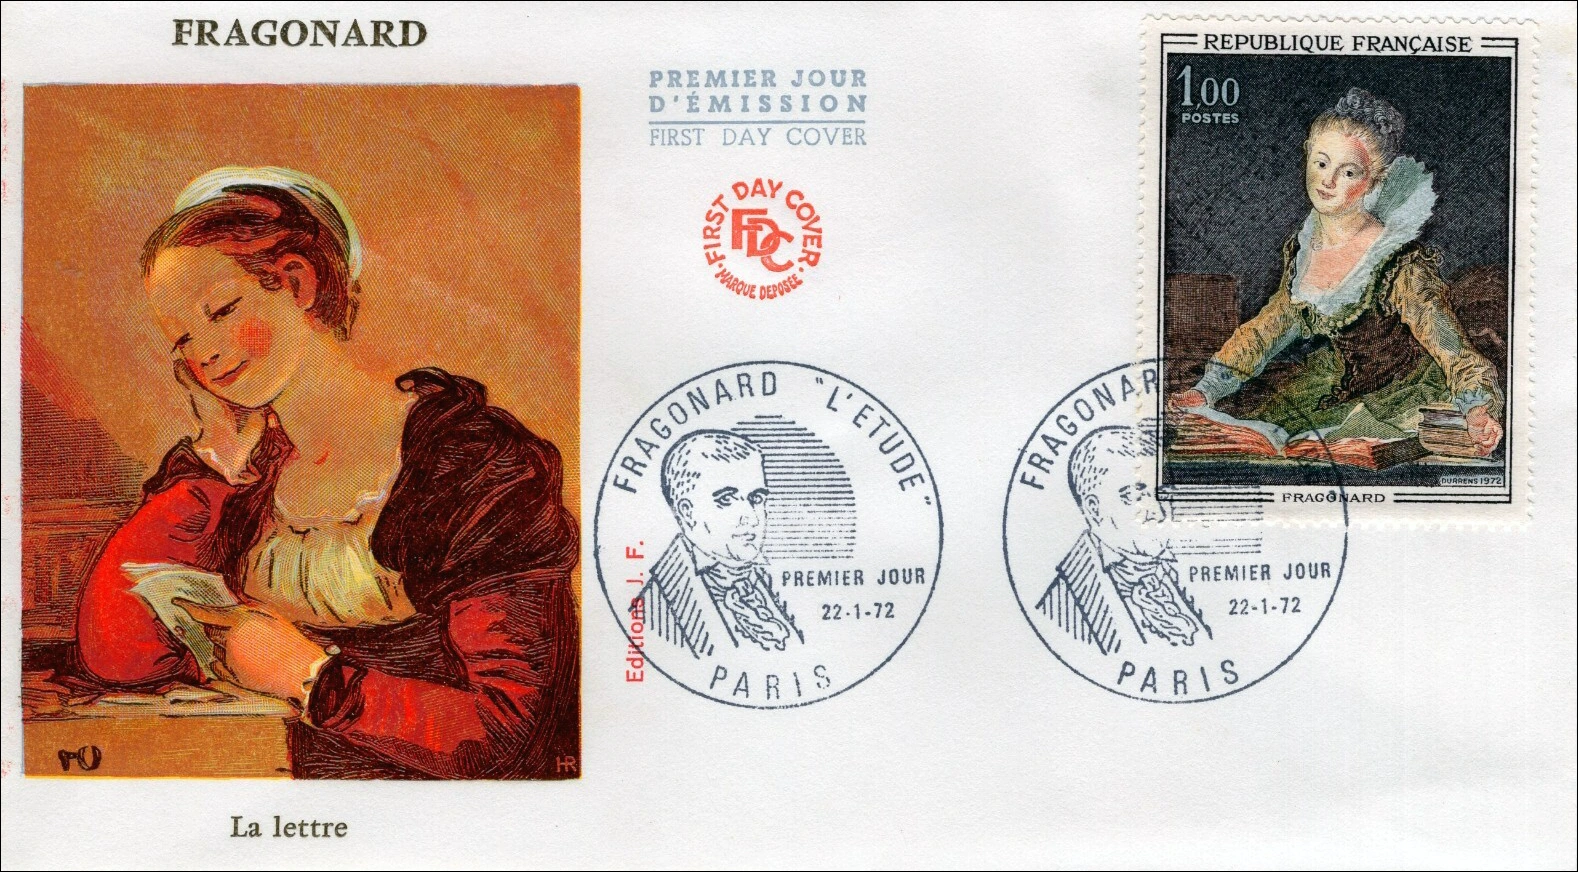 FRAGONARD
PREMIER JOUR
D'ÉMISSION
FIRST DAY COVER
FIRST DAY COVER
FDC
MARQUE DEPOSÉE
REPUBLIQUE FRANÇAISE
1,00
POSTES
DURRENS 1972
FRAGONARD
FRAGONARD "L'ETUDE"
PREMIER JOUR
22-1-72
PARIS
FRAGONAR
PREMIER JOUR
22-1-72
PARIS
Editions J. F.
HR
La lettre